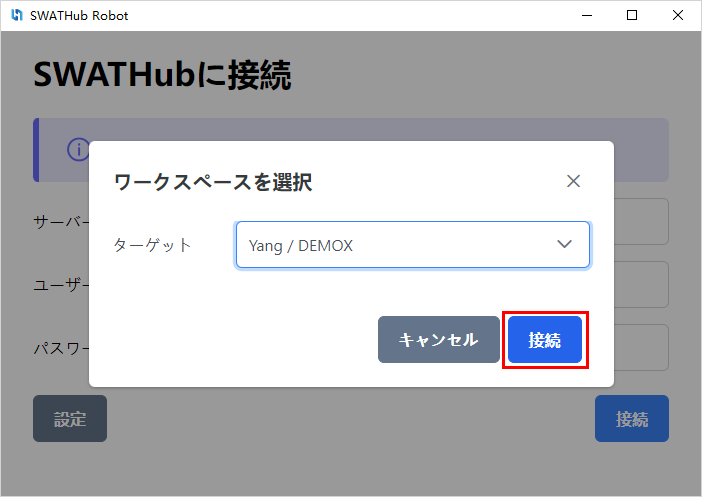 SWATHub Robot
SWATHubに接続
ワークスペースを選択
サーバー
ターゲット
Yang / DEMOX
ユーザー
パスワー
キャンセル
接続
設定
接続